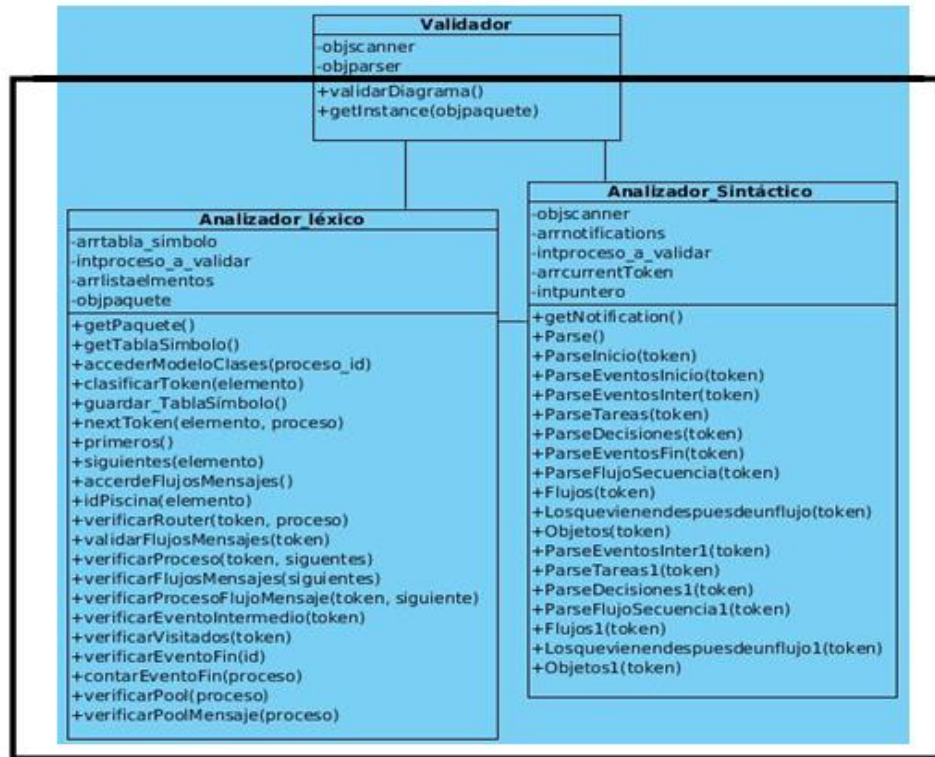 Validador
-objscanner
-objparser
+validarDiagrama()
+getInstance(objpaquete)
Analizador_léxico
-arrtabla_simbolo
-intproceso_a_validar
-arrlistaelmentos
-objpaquete
+getPaquete()
+getTablaSimbolo()
+accederModeloClases(proceso_id)
+clasificarToken(elemento)
+guardar_TablaSímbolo()
+nextToken(elemento, proceso)
+primeros()
+siguientes(elemento)
+accerdeFlujosMensajes()
+idPiscina(elemento)
+verificarRouter(token, proceso)
+validarFlujosMensajes(token)
+verificarProceso(token, siguentes)
+verificarFlujosMensajes(siguientes)
+verificarProcesoFlujoMensaje(token, siguiente)
+verificarEventoIntermedio(token)
+verificarVisitados(token)
+verificarEventoFin(id)
+contarEventoFin(proceso)
+verificarPool(proceso)
+verificarPoolMensaje(proceso)
Analizador_Sintáctico
-objscanner
-arrnotifications
-intproceso_a_validar
-arrcurrentToken
-intpuntero
+getNotification()
+Parse()
+ParseInicio(token)
+ParseEventosInicio(token)
+ParseEventosInter(token)
+ParseTareas(token)
+ParseDecisiones(token)
+ParseEventosFin(token)
+ParseFlujoSecuencia(token)
+Flujos(token)
+Losquevienendespuesdeunflujo(token)
+Objetos(token)
+ParseEventosInter1(token)
+ParseTareas1(token)
+ParseDecisiones1(token)
+ParseFlujoSecuencia1(token)
+Flujos1(token)
+Losquevienendespuesdeunflujo1(token)
+Objetos1(token)